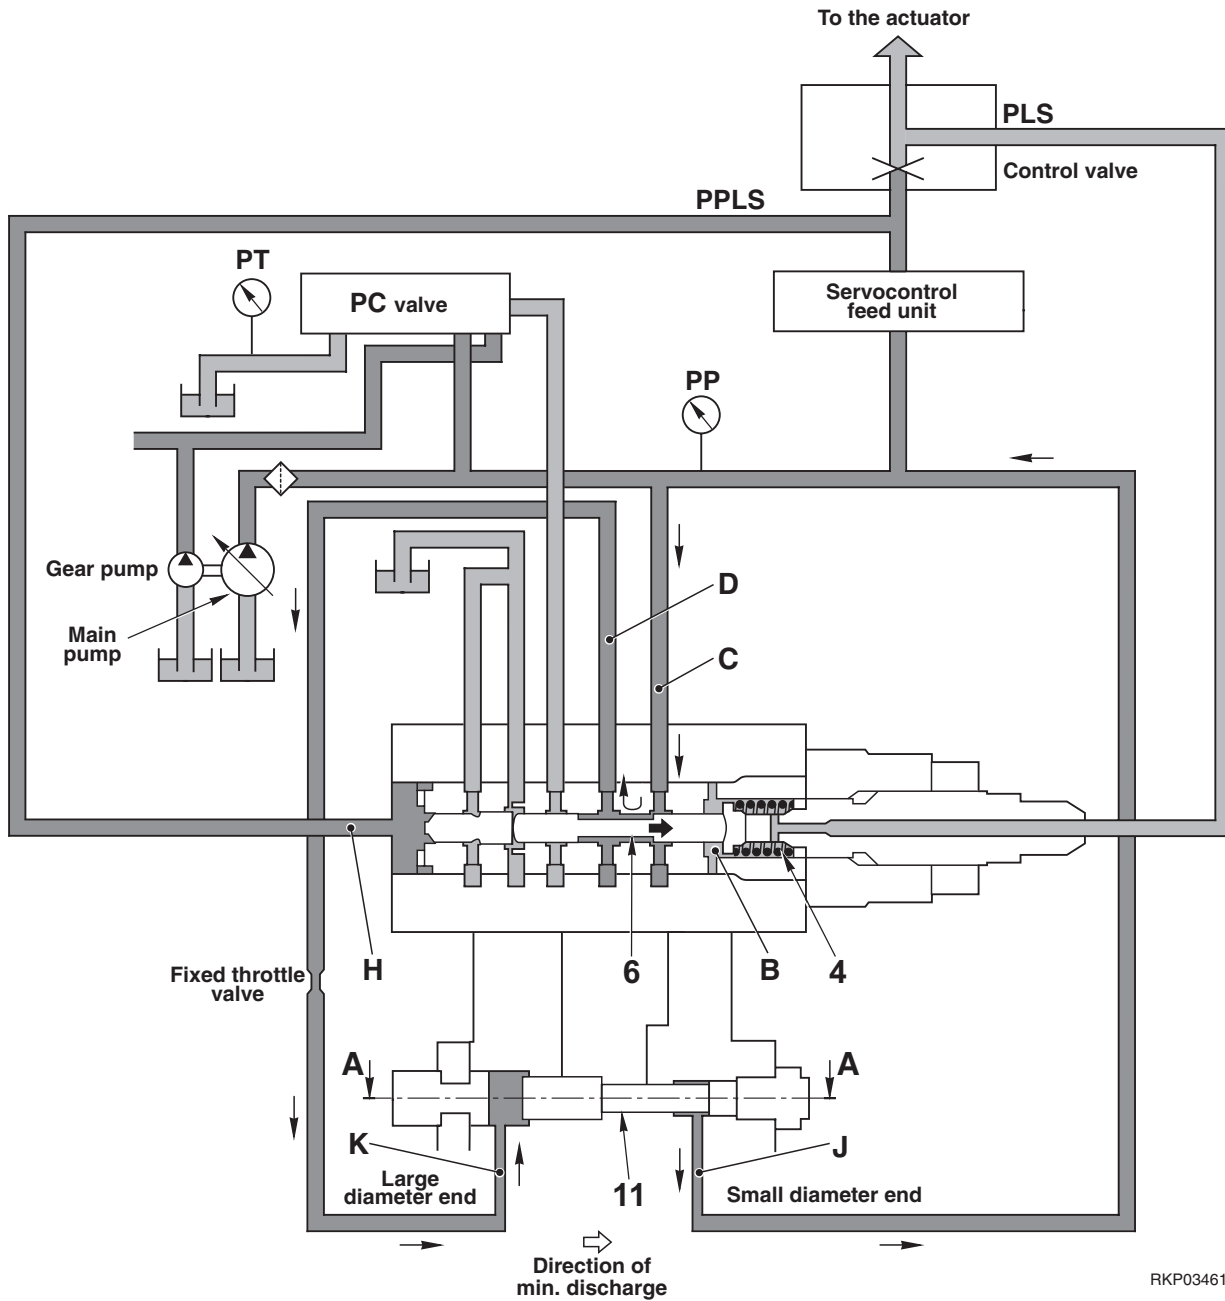 To the actuator
PLS
Control valve
PPLS
PT
PC valve
Servocontrol
feed unit
PP
Gear pump
D
Main
pump
C
H
6
B
4
Fixed throttle
valve
A
A
K
J
Large
diameter end
11
Small diameter end
Direction of
min. discharge
RKP03461